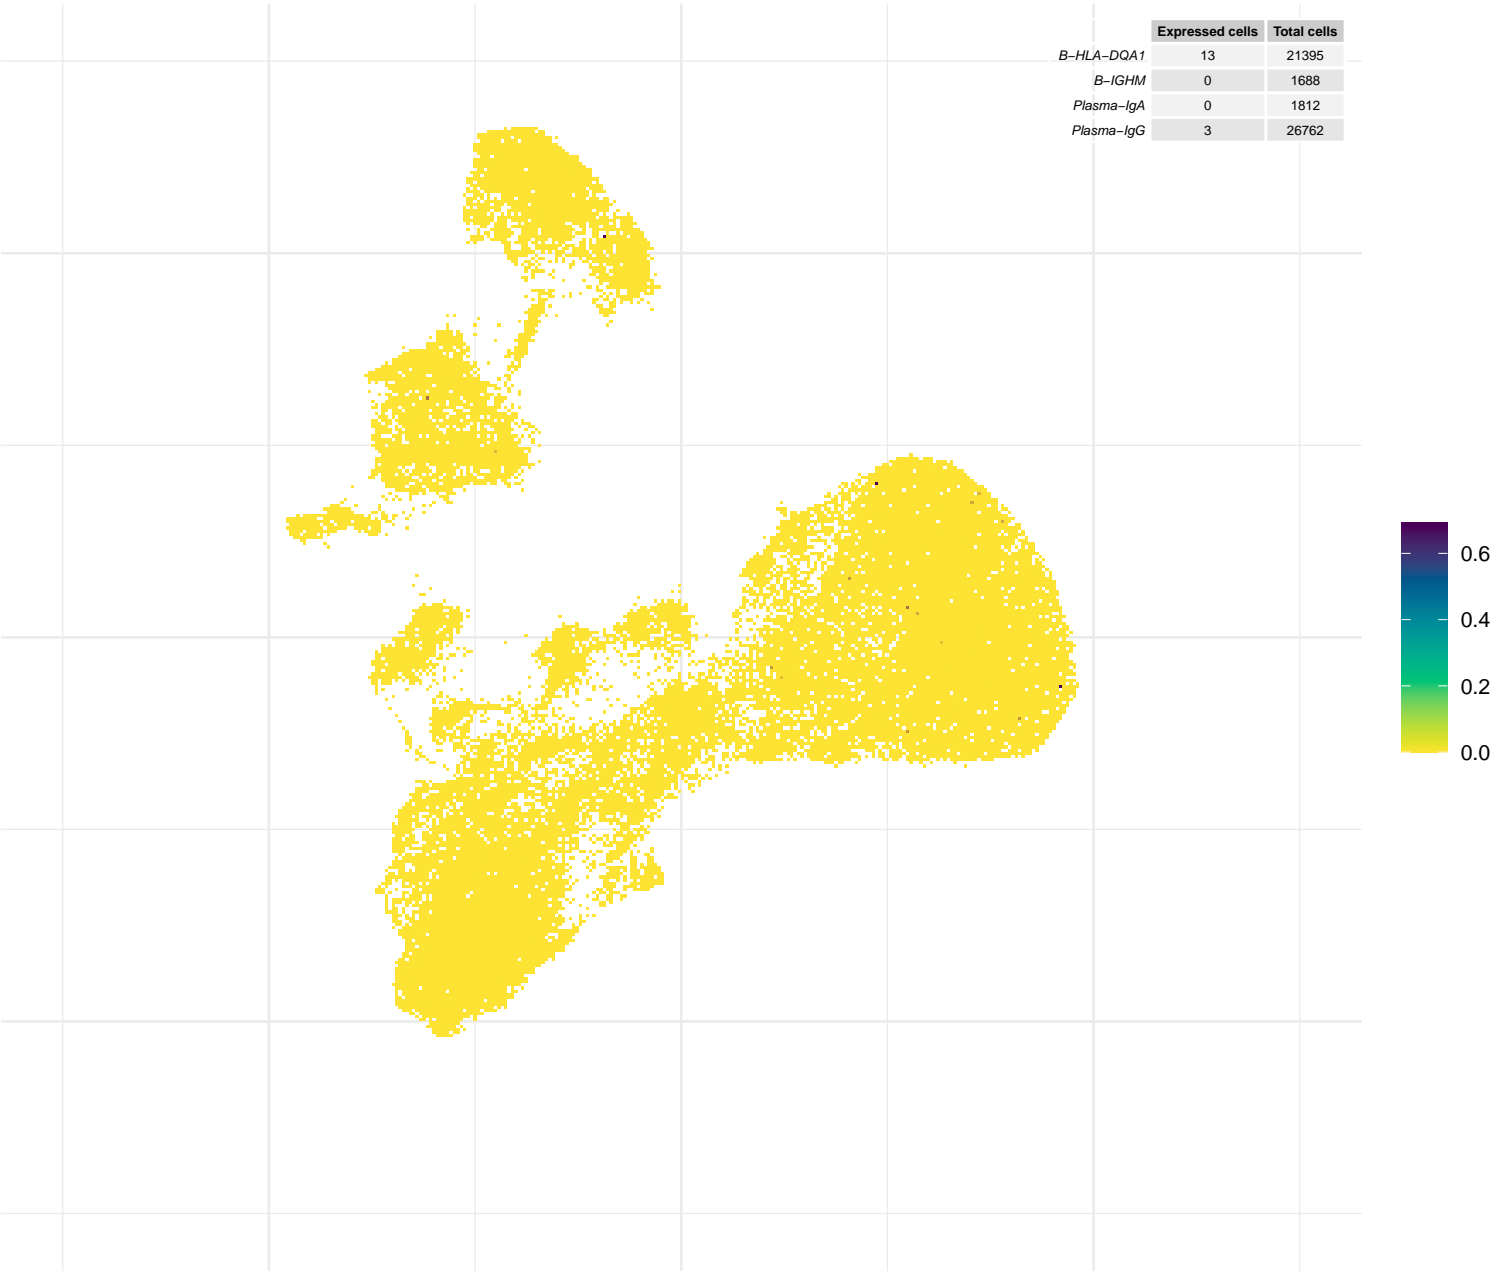 Expressed cells Total cells
B−HLA−DQA1 13 21395
B−IGHM 0 1688
Plasma−IgA 0 1812
Plasma−IgG 3 26762
0.6
0.4
0.2
0.0